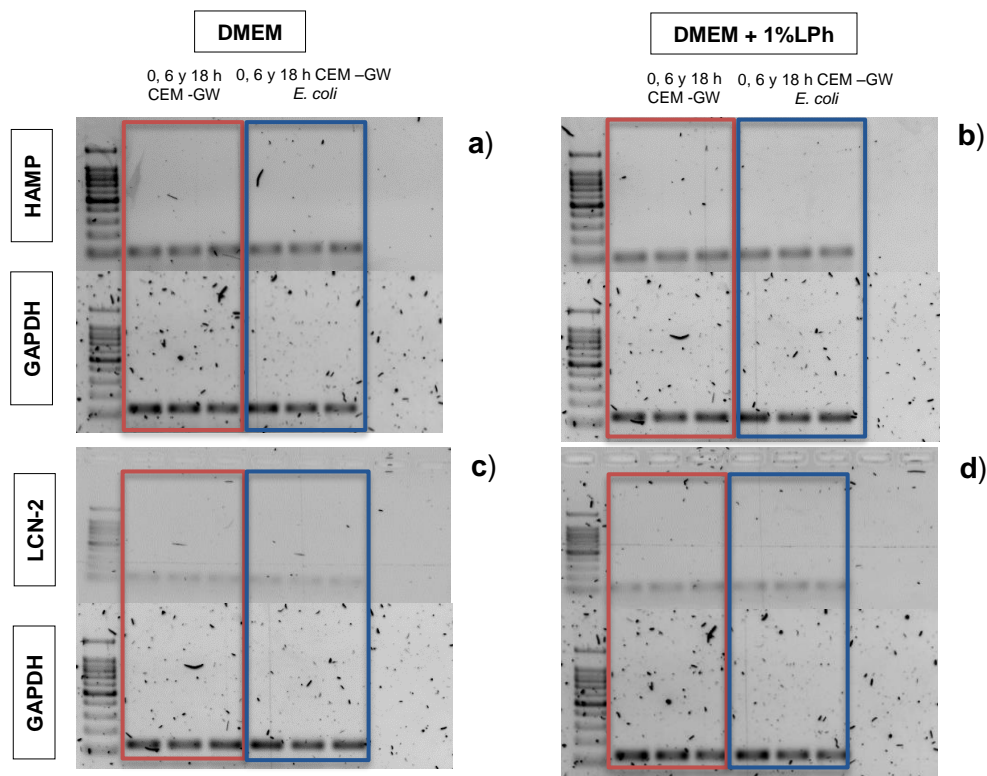 DMEM
DMEM + 1%LPh
0, 6 y 18 h
CEM -GW
0, 6 y 18 h CEM –GW
E. coli
0, 6 y 18 h
CEM -GW
0, 6 y 18 h CEM –GW
E. coli
HAMP
a)
b)
GAPDH
LCN-2
c)
d)
GAPDH